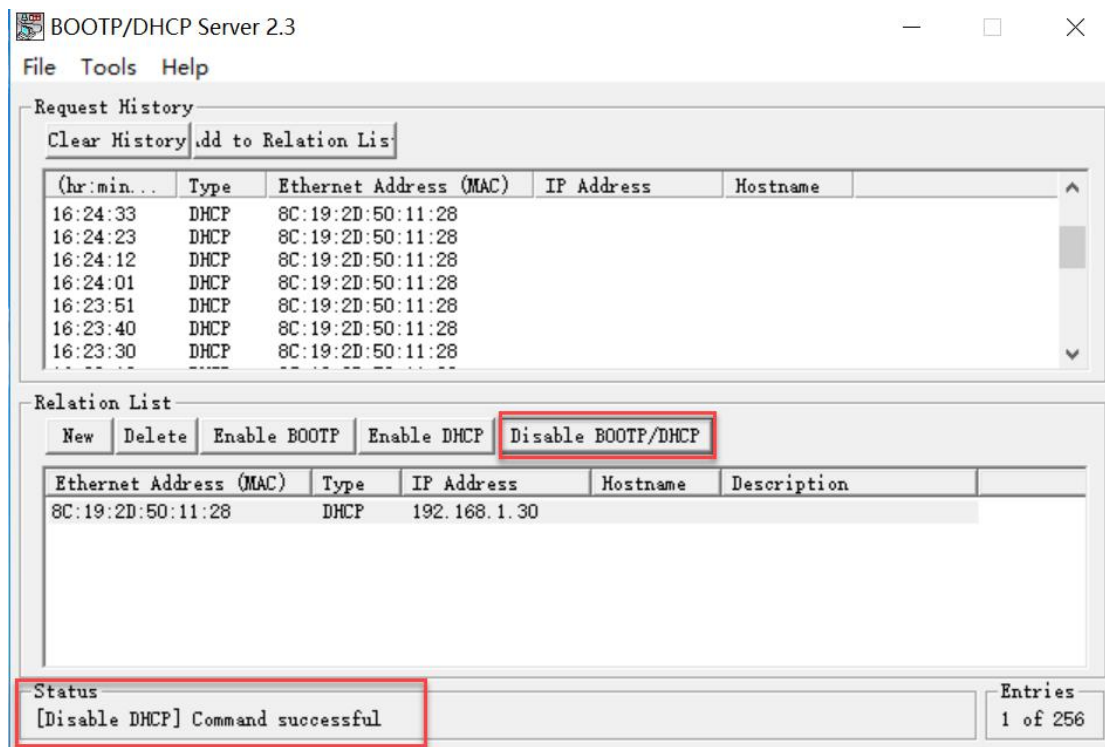 BOOTP/DHCP Server 2.3
File Tools Help
Request History
Clear History dd to Relation Lis
(hr:min... Type Ethernet Address (MAC) IP Address Hostname
16:24:33 DHCP 8C:19:2D:50:11:28
16:24:23 DHCP 8C:19:2D:50:11:28
16:24:12 DHCP 8C:19:2D:50:11:28
16:24:01 DHCP 8C:19:2D:50:11:28
16:23:51 DHCP 8C:19:2D:50:11:28
16:23:40 DHCP 8C:19:2D:50:11:28
16:23:30 DHCP 8C:19:2D:50:11:28
Relation List
New Delete Enable BOOTP Enable DHCP Disable BOOTP/DHCP
Ethernet Address (MAC) Type IP Address Hostname Description
8C:19:2D:50:11:28 DHCP 192.168.1.30
Status
[Disable DHCP] Command successful
Entries
1 of 256